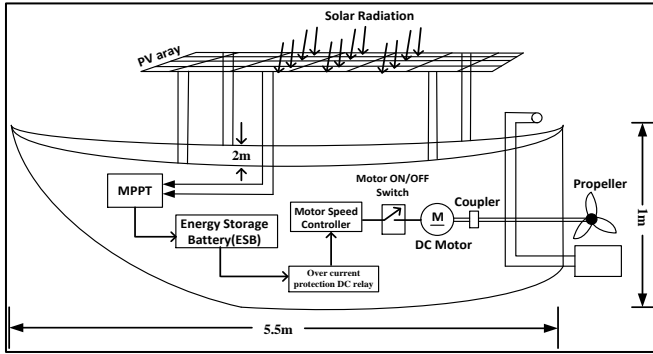 Solar Radiation
PV aray
2m
MPPT
Energy Storage
Battery(ESB)
Over current
protection DC relay
Motor Speed
Controller
Motor ON/OFF
Switch
M
DC Motor
Coupler
Propeller
1m
5.5m